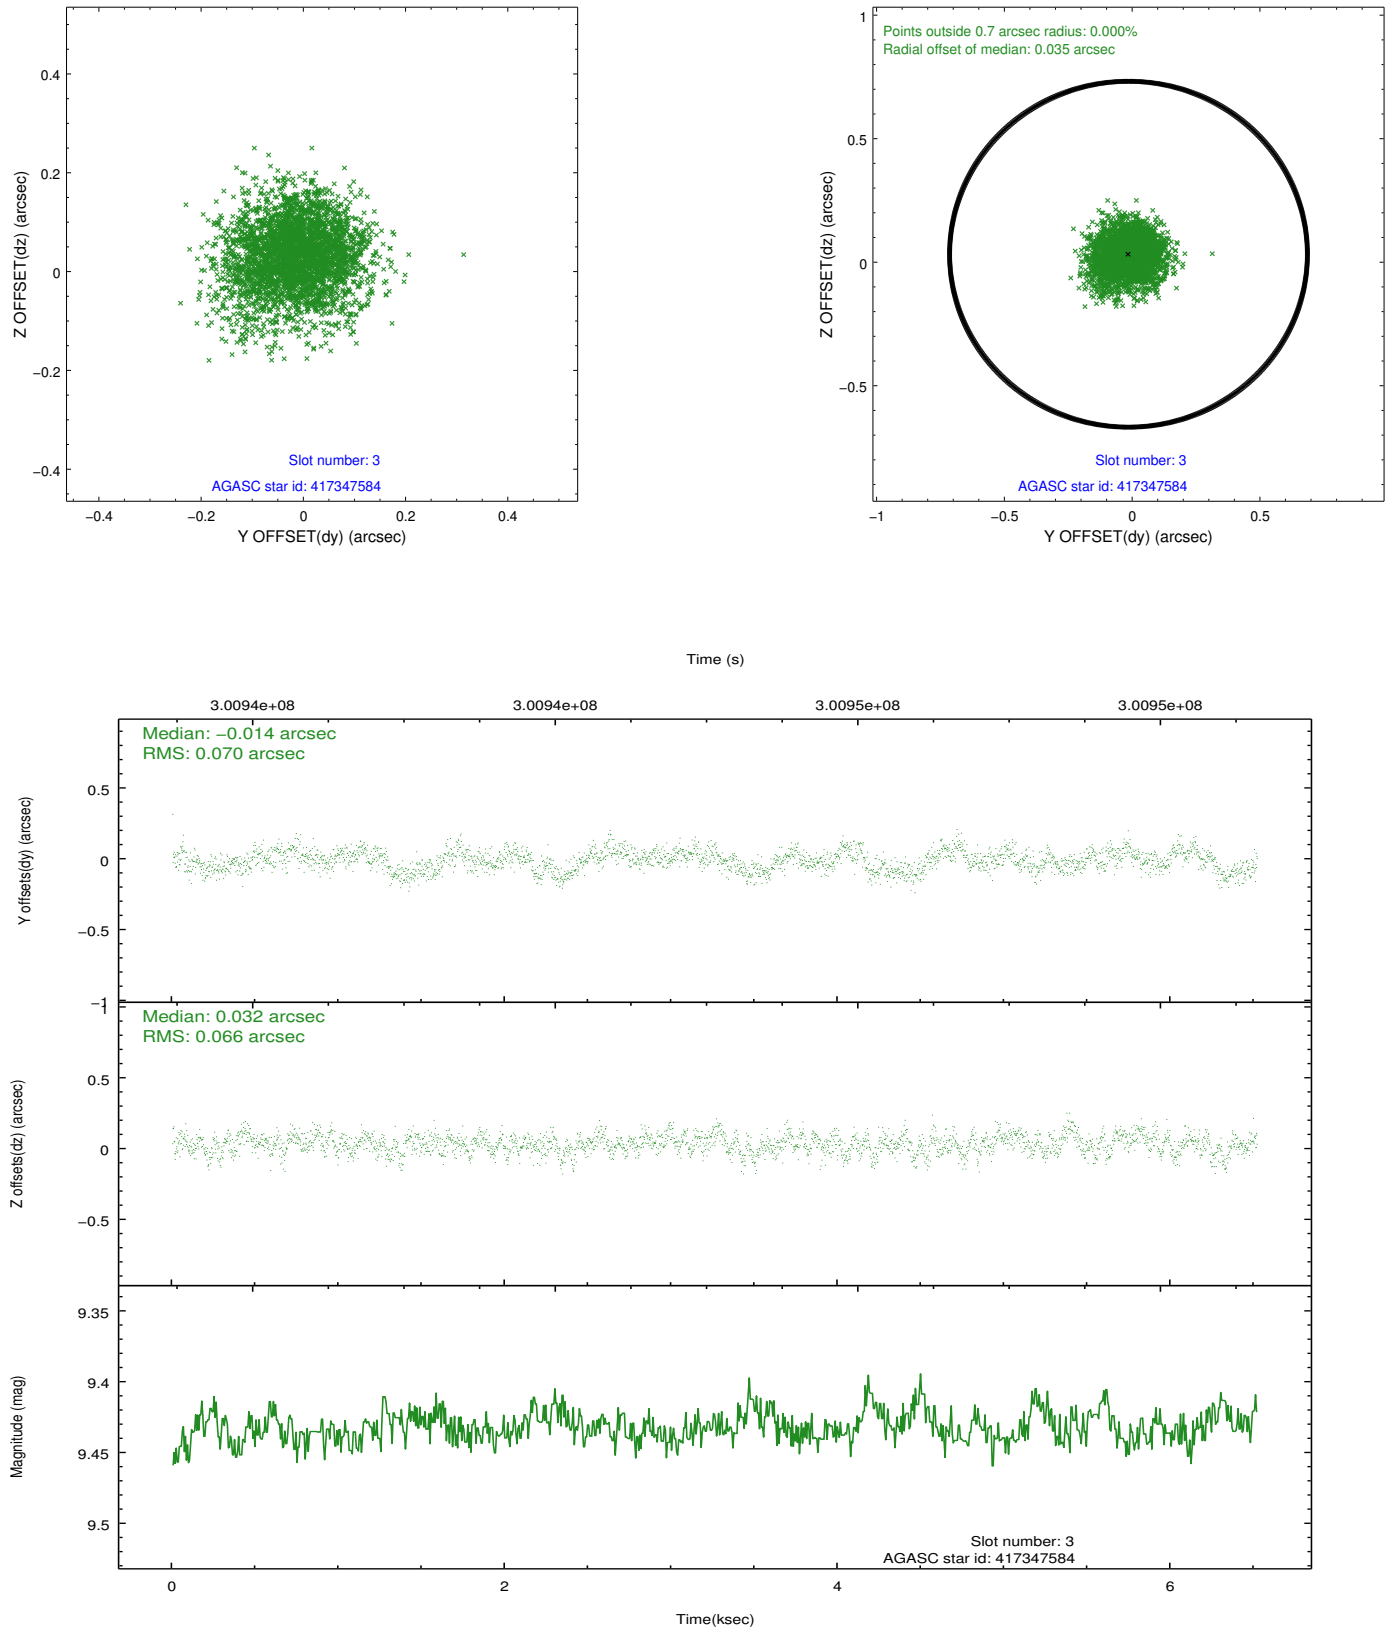 0.4
0.2
0
−0.2
−0.4
Z OFFSET(dz) (arcsec)
−0.4
−0.2
0
0.2
0.4
Y OFFSET(dy) (arcsec)
Slot number: 3
AGASC star id: 417347584
Points outside 0.7 arcsec radius: 0.000%
Radial offset of median: 0.035 arcsec
1
0.5
0
−0.5
Z OFFSET(dz) (arcsec)
−1
−0.5
0
0.5
Y OFFSET(dy) (arcsec)
Slot number: 3
AGASC star id: 417347584
Time (s)
3.0094e+08
3.0094e+08
3.0095e+08
3.0095e+08
Median: −0.014 arcsec
RMS: 0.070 arcsec
0.5
0
−0.5
−1
Y offsets(dy) (arcsec)
Median: 0.032 arcsec
RMS: 0.066 arcsec
1
0.5
0
−0.5
Z offsets(dz) (arcsec)
9.35
9.4
9.45
9.5
Magnitude (mag)
Slot number: 3
AGASC star id: 417347584
0
2
4
6
Time(ksec)